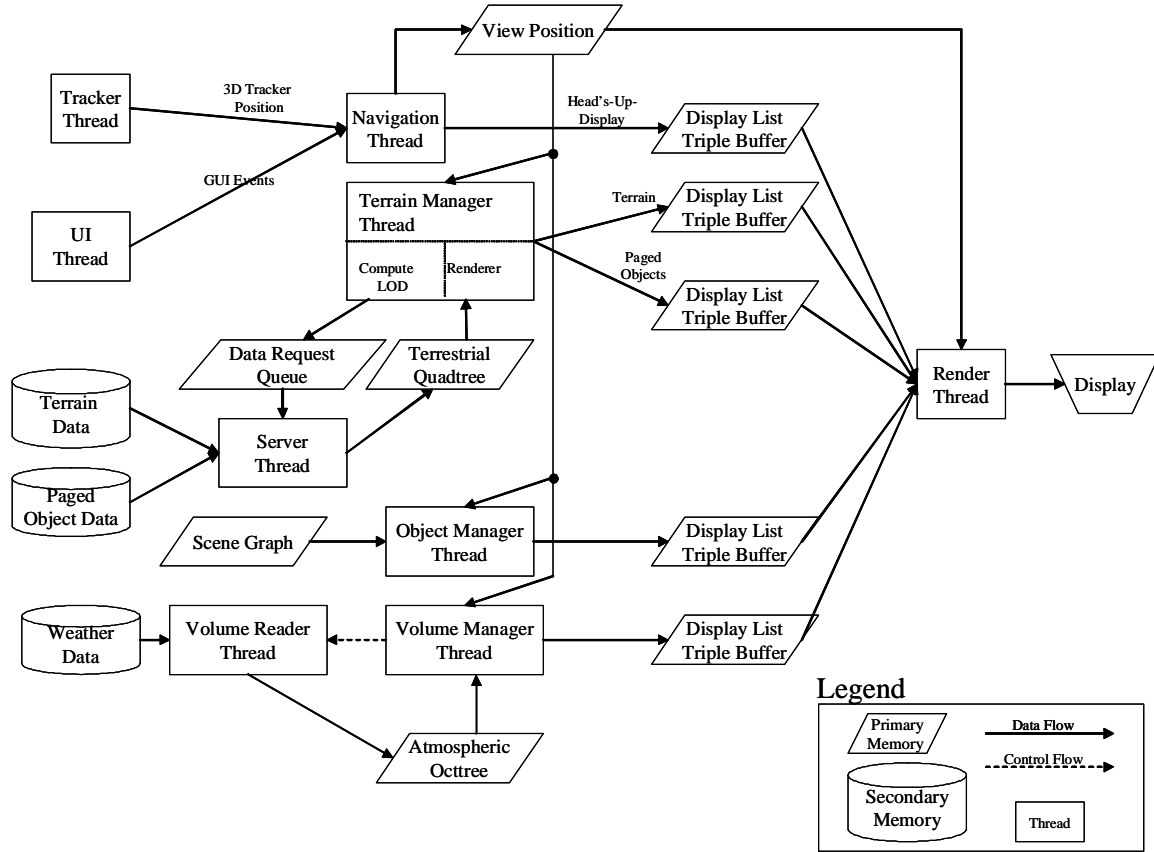 View Position
Tracker
Thread
3D Tracker
Position
Navigation
Thread
Head's-Up-
Display
Display List
Triple Buffer
GUI Events
UI
Thread
Terrain Manager
Thread
Compute
LOD
Renderer
Terrain
Display List
Triple Buffer
Paged
Objects
Display List
Triple Buffer
Data Request
Queue
Terrestrial
Quadtree
Render
Thread
Display
Terrain
Data
Server
Thread
Paged
Object Data
Scene Graph
Object Manager
Thread
Display List
Triple Buffer
Weather
Data
Volume Reader
Thread
Volume Manager
Thread
Display List
Triple Buffer
Atmospheric
Octtree
Legend
Primary
Memory
Data Flow
Control Flow
Secondary
Memory
Thread